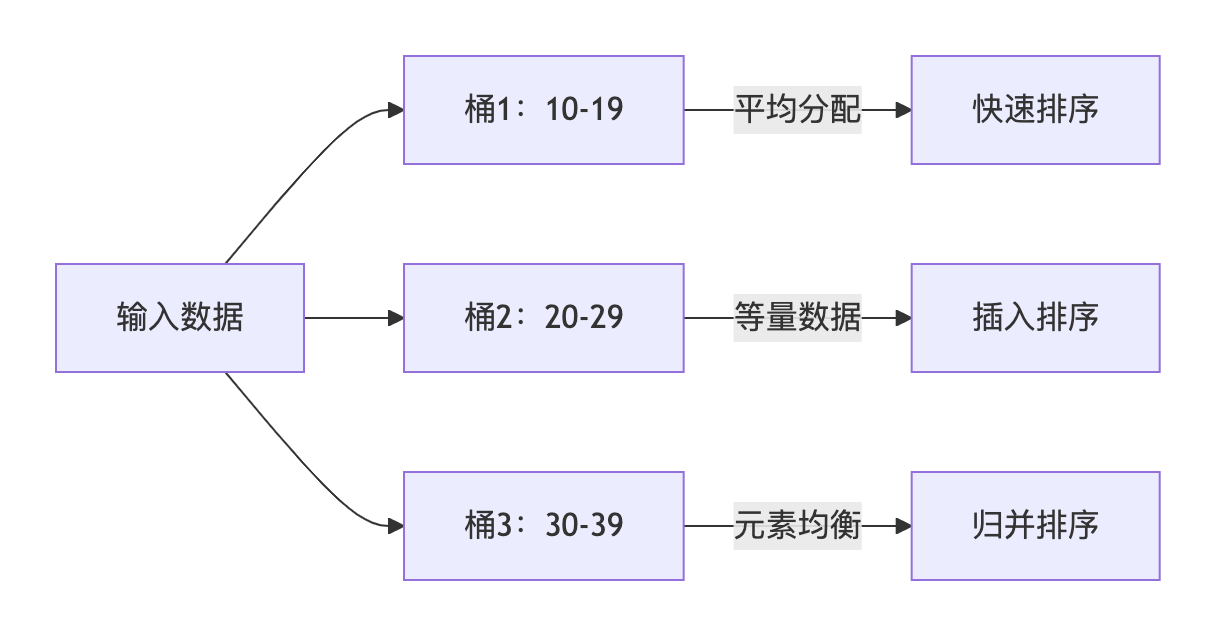 桶1：10-19
平均分配
快速排序
输入数据
桶2：20-29
等量数据
插入排序
桶3：30-39
元素均衡
归并排序